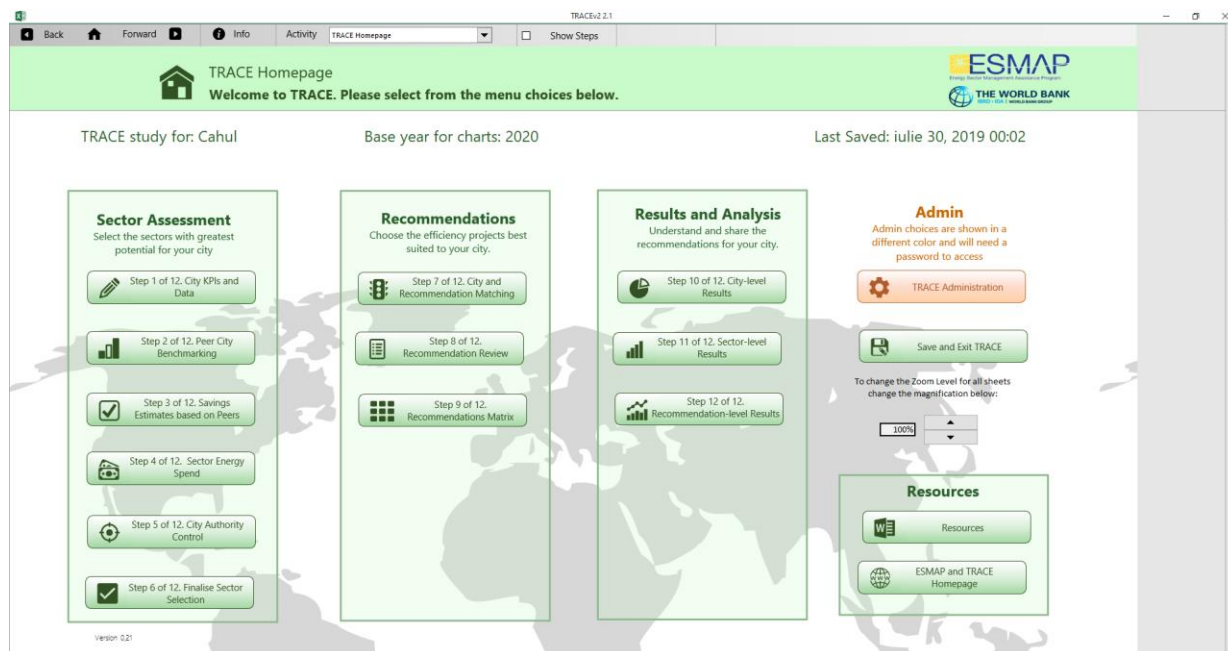 TRACEv2 2.1
Back
Forward
Info
Activity
TRACE Homepage
Show Steps
TRACE Homepage
Welcome to TRACE. Please select from the menu choices below.
ESMAP
Energy Sector Management Assistance Program
THE WORLD BANK
IBRD • IDA | WORLD BANK GROUP
TRACE study for: Cahul
Base year for charts: 2020
Last Saved: iulie 30, 2019 00:02
Sector Assessment
Select the sectors with greatest
potential for your city
Step 1 of 12. City KPIs and
Data
Step 2 of 12. Peer City
Benchmarking
Step 3 of 12. Savings
Estimates based on Peers
Step 4 of 12. Sector Energy
Spend
Step 5 of 12. City Authority
Control
Step 6 of 12. Finalise Sector
Selection
Version 0.21
Recommendations
Choose the efficiency projects best
suited to your city.
Step 7 of 12. City and
Recommendation Matching
Step 8 of 12.
Recommendation Review
Step 9 of 12.
Recommendations Matrix
Results and Analysis
Understand and share the
recommendations for your city.
Step 10 of 12. City-level
Results
Step 11 of 12. Sector-level
Results
Step 12 of 12.
Recommendation-level Results
Admin
Admin choices are shown in a
different color and will need a
password to access
TRACE Administration
Save and Exit TRACE
To change the Zoom Level for all sheets
change the magnification below:
100%
Resources
Resources
ESMAP and TRACE
Homepage